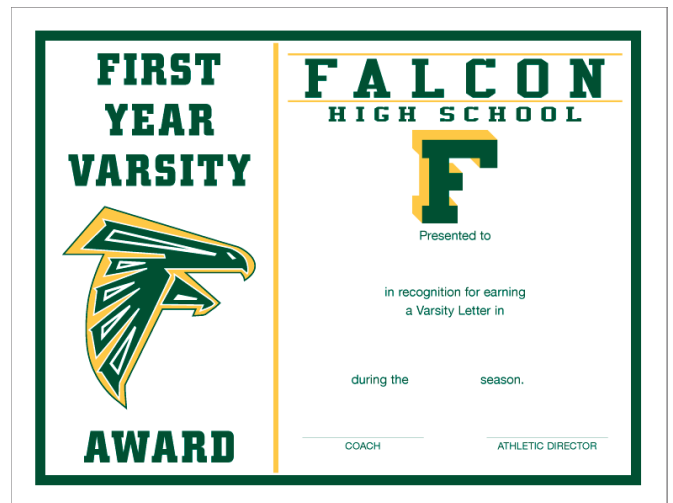 FIRST
YEAR
VARSITY
AWARD
FALCON
HIGH SCHOOL
F
Presented to
in recognition for earning
a Varsity Letter in
during the season.
COACH ATHLETIC DIRECTOR